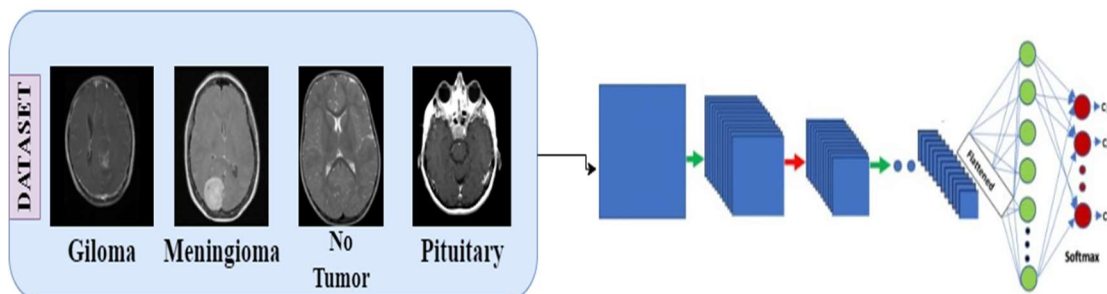 DATASET
Giloma
Meningioma
No
Tumor
Pituitary
Flattened
Softmax